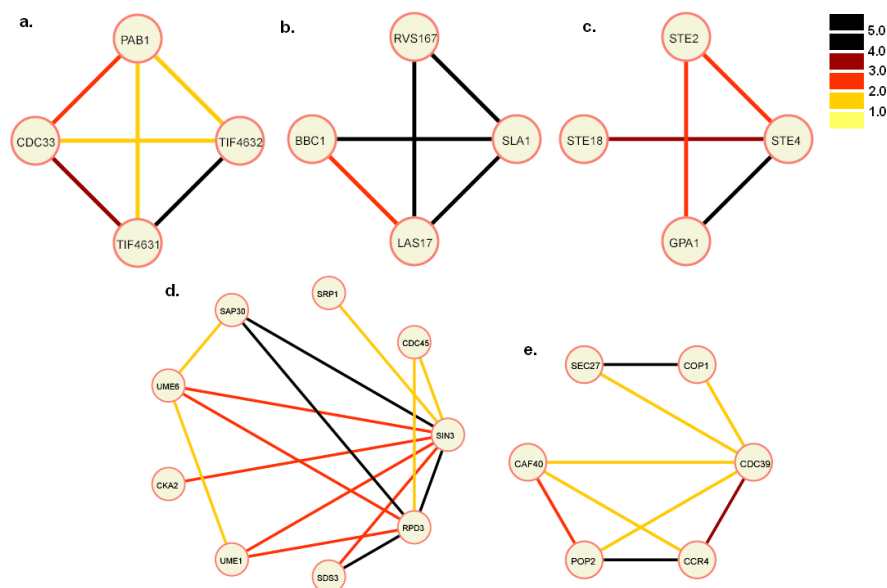 a.
PAB1
CDC33
TIF4632
TIF4631
b.
RVS167
BBC1
SLA1
LAS17
c.
STE2
STE18
STE4
GPA1
5.0
4.0
3.0
2.0
1.0
d.
SRP1
SAP30
CDC45
UME6
SIN3
CKA2
RPD3
UME1
SDS3
e.
SEC27
COP1
CAF40
CDC39
POP2
CCR4